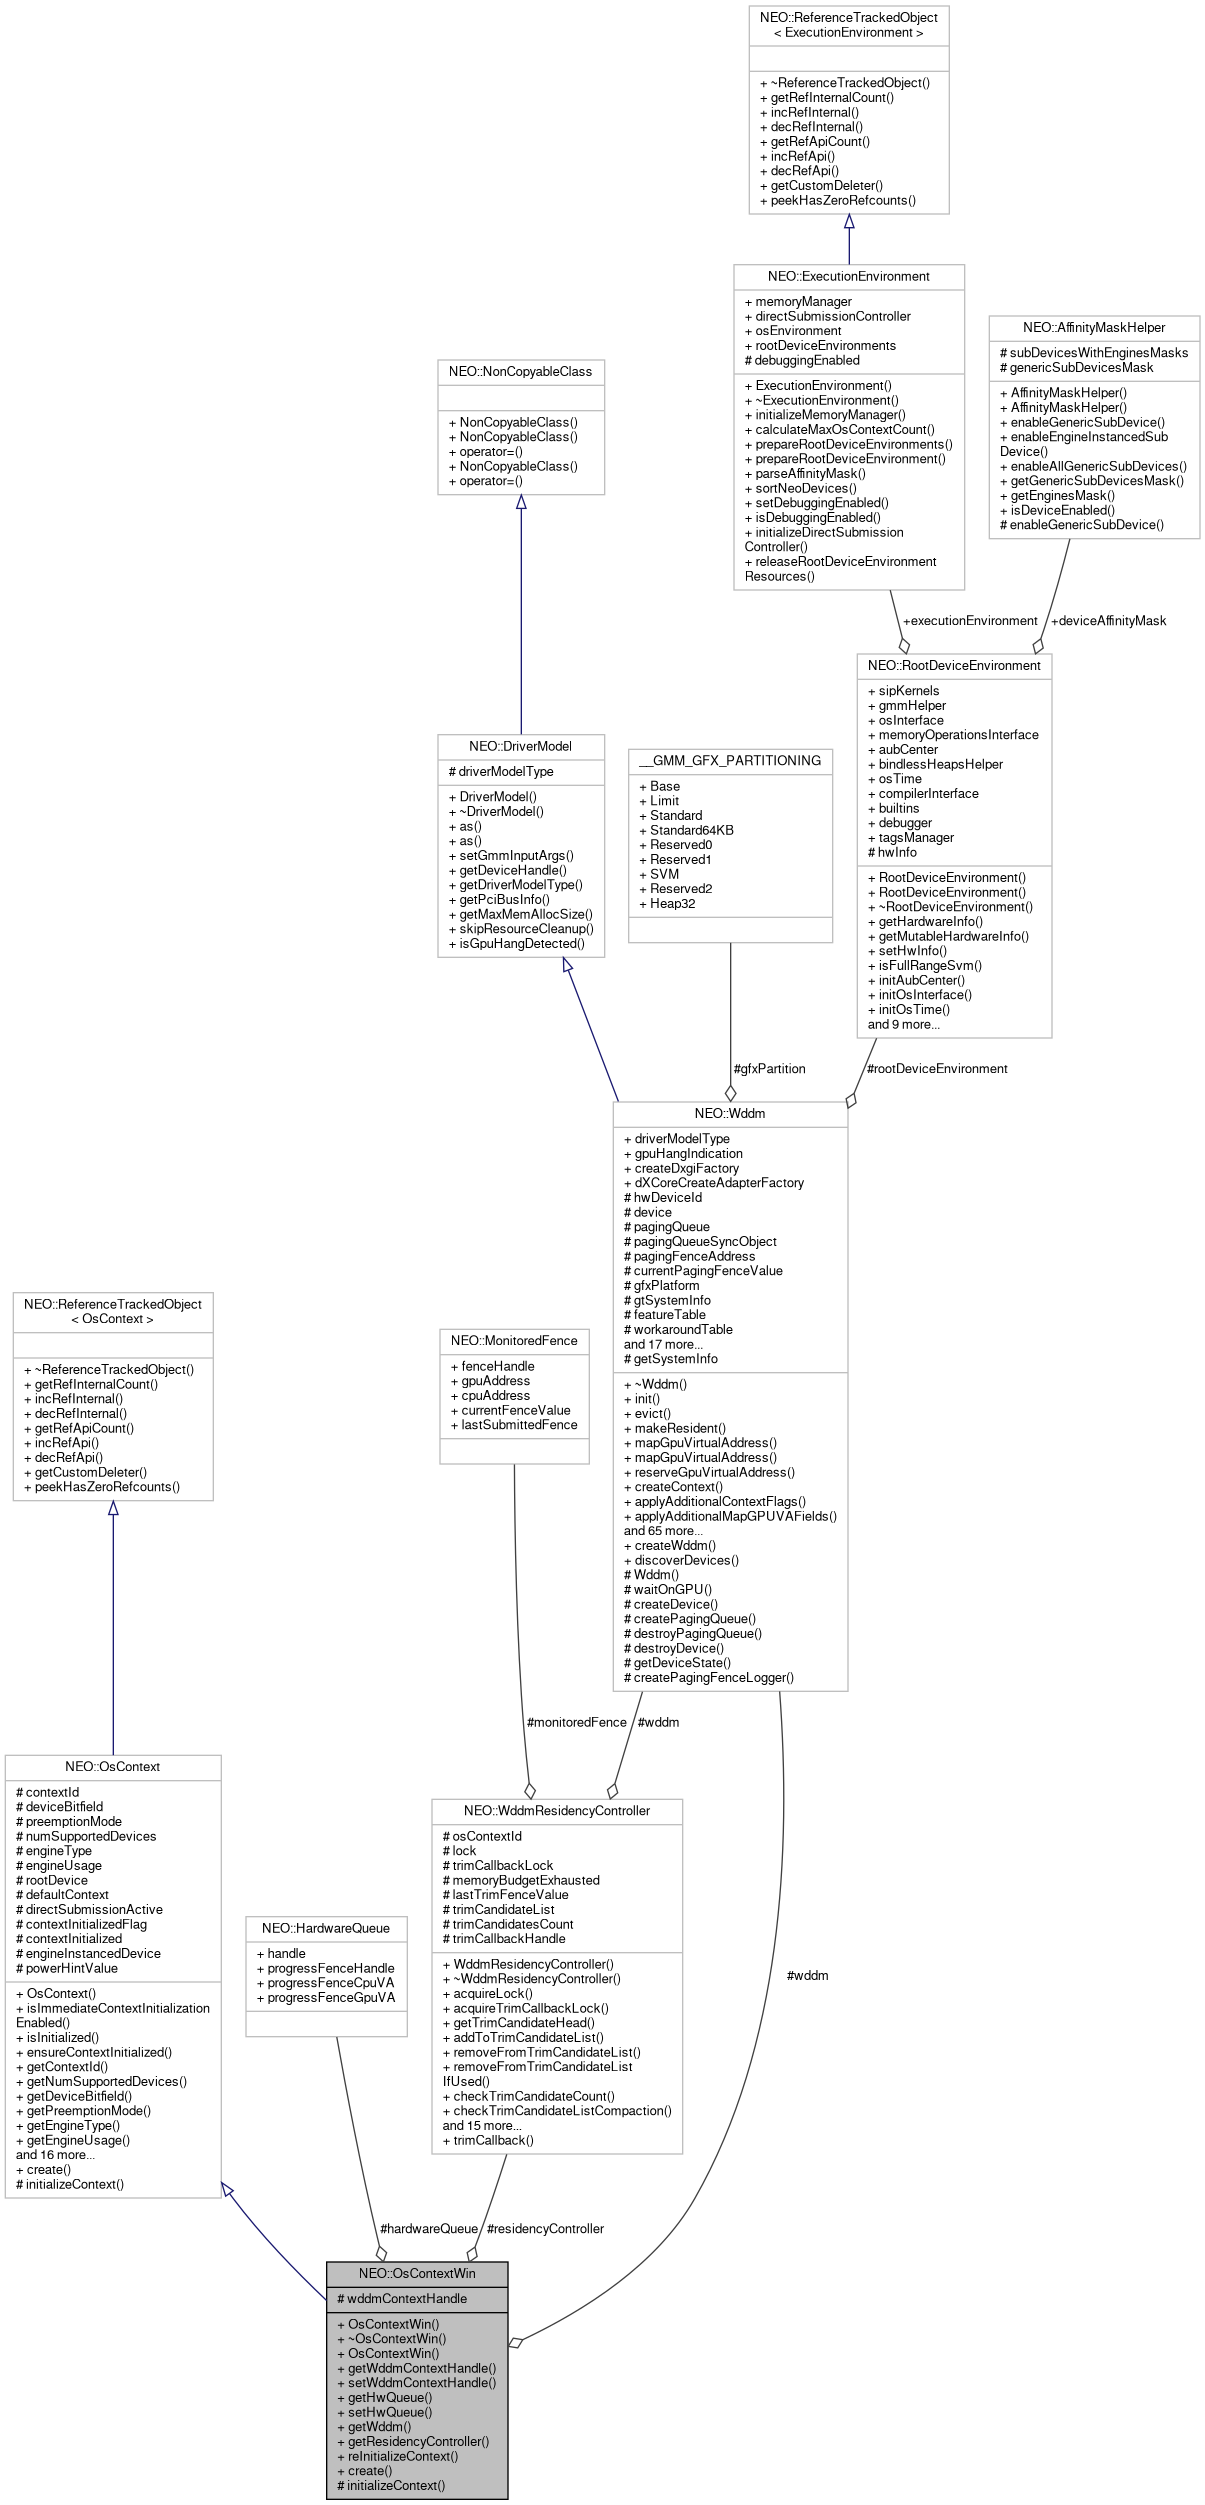 NEO::ReferenceTrackedObject
< ExecutionEnvironment >
+ ~ReferenceTrackedObject()
+ getRefInternalCount()
+ incRefInternal()
+ decRefInternal()
+ getRefApiCount()
+ incRefApi()
+ decRefApi()
+ getCustomDeleter()
+ peekHasZeroRefcounts()
NEO::ExecutionEnvironment
+ memoryManager
+ directSubmissionController
+ osEnvironment
+ rootDeviceEnvironments
# debuggingEnabled
+ ExecutionEnvironment()
+ ~ExecutionEnvironment()
+ initializeMemoryManager()
+ calculateMaxOsContextCount()
+ prepareRootDeviceEnvironments()
+ prepareRootDeviceEnvironment()
+ parseAffinityMask()
+ sortNeoDevices()
+ setDebuggingEnabled()
+ isDebuggingEnabled()
+ initializeDirectSubmission
Controller()
+ releaseRootDeviceEnvironment
Resources()
NEO::AffinityMaskHelper
# subDevicesWithEnginesMasks
# genericSubDevicesMask
+ AffinityMaskHelper()
+ AffinityMaskHelper()
+ enableGenericSubDevice()
+ enableEngineInstancedSub
Device()
+ enableAllGenericSubDevices()
+ getGenericSubDevicesMask()
+ getEnginesMask()
+ isDeviceEnabled()
# enableGenericSubDevice()
NEO::NonCopyableClass
+ NonCopyableClass()
+ NonCopyableClass()
+ operator=()
+ NonCopyableClass()
+ operator=()
+executionEnvironment
+deviceAffinityMask
NEO::RootDeviceEnvironment
+ sipKernels
+ gmmHelper
+ osInterface
+ memoryOperationsInterface
+ aubCenter
+ bindlessHeapsHelper
+ osTime
+ compilerInterface
+ builtins
+ debugger
+ tagsManager
# hwInfo
+ RootDeviceEnvironment()
+ RootDeviceEnvironment()
+ ~RootDeviceEnvironment()
+ getHardwareInfo()
+ getMutableHardwareInfo()
+ setHwInfo()
+ isFullRangeSvm()
+ initAubCenter()
+ initOsInterface()
+ initOsTime()
and 9 more...
NEO::DriverModel
# driverModelType
+ DriverModel()
+ ~DriverModel()
+ as()
+ as()
+ setGmmInputArgs()
+ getDeviceHandle()
+ getDriverModelType()
+ getPciBusInfo()
+ getMaxMemAllocSize()
+ skipResourceCleanup()
+ isGpuHangDetected()
__GMM_GFX_PARTITIONING
+ Base
+ Limit
+ Standard
+ Standard64KB
+ Reserved0
+ Reserved1
+ SVM
+ Reserved2
+ Heap32
#gfxPartition
#rootDeviceEnvironment
NEO::Wddm
+ driverModelType
+ gpuHangIndication
+ createDxgiFactory
+ dXCoreCreateAdapterFactory
# hwDeviceId
# device
# pagingQueue
# pagingQueueSyncObject
# pagingFenceAddress
# currentPagingFenceValue
# gfxPlatform
# gtSystemInfo
# featureTable
# workaroundTable
and 17 more...
# getSystemInfo
+ ~Wddm()
+ init()
+ evict()
+ makeResident()
+ mapGpuVirtualAddress()
+ mapGpuVirtualAddress()
+ reserveGpuVirtualAddress()
+ createContext()
+ applyAdditionalContextFlags()
+ applyAdditionalMapGPUVAFields()
and 65 more...
+ createWddm()
+ discoverDevices()
# Wddm()
# waitOnGPU()
# createDevice()
# createPagingQueue()
# destroyPagingQueue()
# destroyDevice()
# getDeviceState()
# createPagingFenceLogger()
NEO::ReferenceTrackedObject
< OsContext >
+ ~ReferenceTrackedObject()
+ getRefInternalCount()
+ incRefInternal()
+ decRefInternal()
+ getRefApiCount()
+ incRefApi()
+ decRefApi()
+ getCustomDeleter()
+ peekHasZeroRefcounts()
NEO::MonitoredFence
+ fenceHandle
+ gpuAddress
+ cpuAddress
+ currentFenceValue
+ lastSubmittedFence
#monitoredFence
#wddm
NEO::OsContext
# contextId
# deviceBitfield
# preemptionMode
# numSupportedDevices
# engineType
# engineUsage
# rootDevice
# defaultContext
# directSubmissionActive
# contextInitializedFlag
# contextInitialized
# engineInstancedDevice
# powerHintValue
+ OsContext()
+ isImmediateContextInitialization
Enabled()
+ isInitialized()
+ ensureContextInitialized()
+ getContextId()
+ getNumSupportedDevices()
+ getDeviceBitfield()
+ getPreemptionMode()
+ getEngineType()
+ getEngineUsage()
and 16 more...
+ create()
# initializeContext()
NEO::HardwareQueue
+ handle
+ progressFenceHandle
+ progressFenceCpuVA
+ progressFenceGpuVA
NEO::WddmResidencyController
# osContextId
# lock
# trimCallbackLock
# memoryBudgetExhausted
# lastTrimFenceValue
# trimCandidateList
# trimCandidatesCount
# trimCallbackHandle
+ WddmResidencyController()
+ ~WddmResidencyController()
+ acquireLock()
+ acquireTrimCallbackLock()
+ getTrimCandidateHead()
+ addToTrimCandidateList()
+ removeFromTrimCandidateList()
+ removeFromTrimCandidateList
IfUsed()
+ checkTrimCandidateCount()
+ checkTrimCandidateListCompaction()
and 15 more...
+ trimCallback()
#wddm
#hardwareQueue
#residencyController
NEO::OsContextWin
# wddmContextHandle
+ OsContextWin()
+ ~OsContextWin()
+ OsContextWin()
+ getWddmContextHandle()
+ setWddmContextHandle()
+ getHwQueue()
+ setHwQueue()
+ getWddm()
+ getResidencyController()
+ reInitializeContext()
+ create()
# initializeContext()